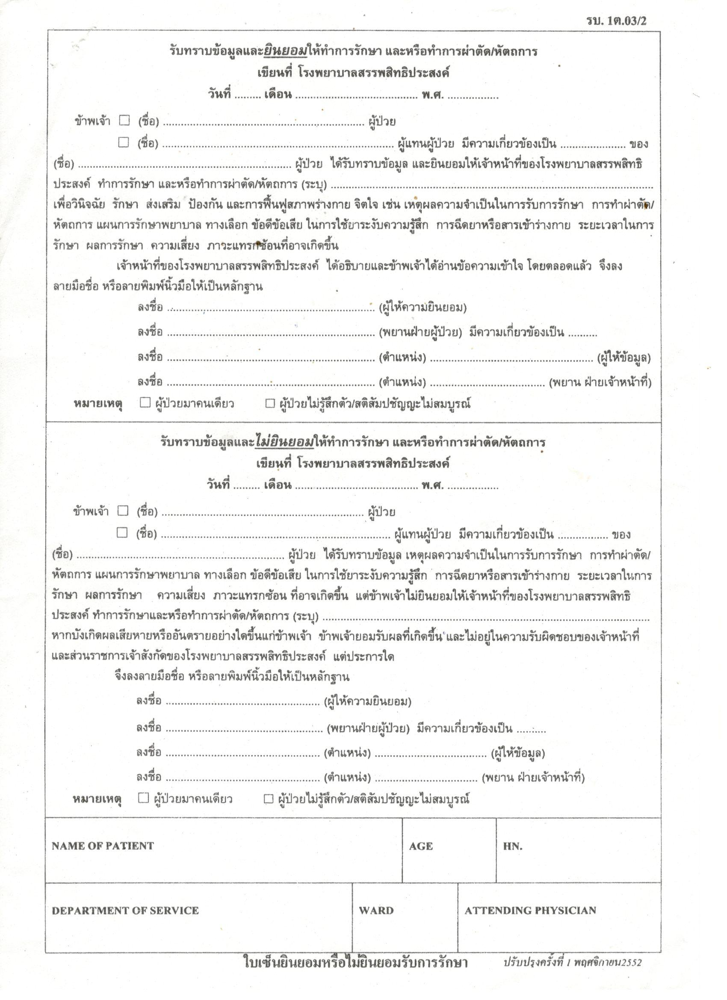 รบ. 1ต.03/2
รับทราบข้อมูลและยินยอมให้ทำการรักษา และหรือทำการผ่าตัด/หัตถการ
เขียนที่ โรงพยาบาลสรรพสิทธิประสงค์
วันที่ ......... เดือน .......................................... พ.ศ. .................
ข้าพเจ้า ☐ (ชื่อ) ..................................................................... ผู้ป่วย
☐ (ชื่อ) ............................................................................... ผู้แทนผู้ป่วย มีความเกี่ยวข้องเป็น ...................... ของ
(ชื่อ) ......................................................................... ผู้ป่วย ได้รับทราบข้อมูล และยินยอมให้เจ้าหน้าที่ของโรงพยาบาลสรรพสิทธิ
ประสงค์ ทำการรักษา และหรือทำการผ่าตัด/หัตถการ (ระบุ) ..............................................................................................................
เพื่อวินิจฉัย รักษา ส่งเสริม ป้องกัน และการฟื้นฟูสภาพร่างกาย จิตใจ เช่น เหตุผลความจำเป็นในการรับการรักษา การทำผ่าตัด/
หัตถการ แผนการรักษาพยาบาล ทางเลือก ข้อดีข้อเสีย ในการใช้ยาระงับความรู้สึก การฉีดยาหรือสารเข้าร่างกาย ระยะเวลาในการ
รักษา ผลการรักษา ความเสี่ยง ภาวะแทรกซ้อนที่อาจเกิดขึ้น
เจ้าหน้าที่ของโรงพยาบาลสรรพสิทธิประสงค์ ได้อธิบายและข้าพเจ้าได้อ่านข้อความเข้าใจ โดยตลอดแล้ว จึงลง
ลายมือชื่อ หรือลายพิมพ์นิ้วมือให้เป็นหลักฐาน
ลงชื่อ ....................................................................... (ผู้ให้ความยินยอม)
ลงชื่อ ....................................................................... (พยานฝ่ายผู้ป่วย) มีความเกี่ยวข้องเป็น ..........
ลงชื่อ ....................................................................... (ตำแหน่ง) ........................................................ (ผู้ให้ข้อมูล)
ลงชื่อ ....................................................................... (ตำแหน่ง) ....................................... (พยาน ฝ่ายเจ้าหน้าที่)
หมายเหตุ ☐ ผู้ป่วยมาคนเดียว ☐ ผู้ป่วยไม่รู้สึกตัว/สติสัมปชัญญะไม่สมบูรณ์
รับทราบข้อมูลและไม่ยินยอมให้ทำการรักษา และหรือทำการผ่าตัด/หัตถการ
เขียนที่ โรงพยาบาลสรรพสิทธิประสงค์
วันที่ ......... เดือน .......................................... พ.ศ. .................
ข้าพเจ้า ☐ (ชื่อ) ..................................................................... ผู้ป่วย
☐ (ชื่อ) ............................................................................... ผู้แทนผู้ป่วย มีความเกี่ยวข้องเป็น ................. ของ
(ชื่อ) ....................................................................... ผู้ป่วย ได้รับทราบข้อมูล เหตุผลความจำเป็นในการรับการรักษา การทำผ่าตัด/
หัตถการ แผนการรักษาพยาบาล ทางเลือก ข้อดีข้อเสีย ในการใช้ยาระงับความรู้สึก การฉีดยาหรือสารเข้าร่างกาย ระยะเวลาในการ
รักษา ผลการรักษา ความเสี่ยง ภาวะแทรกซ้อน ที่อาจเกิดขึ้น แต่ข้าพเจ้าไม่ยินยอมให้เจ้าหน้าที่ของโรงพยาบาลสรรพสิทธิ
ประสงค์ ทำการรักษาและหรือทำการผ่าตัด/หัตถการ (ระบุ) ................................................................................................................
หากบังเกิดผลเสียหายหรืออันตรายอย่างใดขึ้นแก่ข้าพเจ้า ข้าพเจ้ายอมรับผลที่เกิดขึ้น และไม่อยู่ในความรับผิดชอบของเจ้าหน้าที่
และส่วนราชการเจ้าสังกัดของโรงพยาบาลสรรพสิทธิประสงค์ แต่ประการใด
จึงลงลายมือชื่อ หรือลายพิมพ์นิ้วมือให้เป็นหลักฐาน
ลงชื่อ ..................................................... (ผู้ให้ความยินยอม)
ลงชื่อ ..................................................... (พยานฝ่ายผู้ป่วย) มีความเกี่ยวข้องเป็น ..........
ลงชื่อ ..................................................... (ตำแหน่ง) ...................................... (ผู้ให้ข้อมูล)
ลงชื่อ ..................................................... (ตำแหน่ง) ................................... (พยาน ฝ่ายเจ้าหน้าที่)
หมายเหตุ ☐ ผู้ป่วยมาคนเดียว ☐ ผู้ป่วยไม่รู้สึกตัว/สติสัมปชัญญะไม่สมบูรณ์
NAME OF PATIENT AGE HN.
DEPARTMENT OF SERVICE WARD ATTENDING PHYSICIAN
ใบเซ็นยินยอมหรือไม่ยินยอมรับการรักษา ปรับปรุงครั้งที่ 1 พฤศจิกายน2552